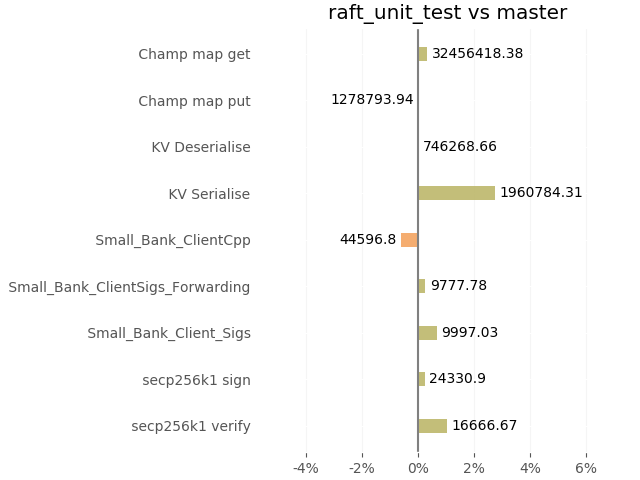 raft_unit_test vs master
Champ map get 32456418.38
Champ map put 1278793.94
KV Deserialise 746268.66
KV Serialise 1960784.31
Small_Bank_ClientCpp 44596.8
Small_Bank_ClientSigs_Forwarding 9777.78
Small_Bank_Client_Sigs 9997.03
secp256k1 sign 24330.9
secp256k1 verify 16666.67
-4% -2% 0% 2% 4% 6%